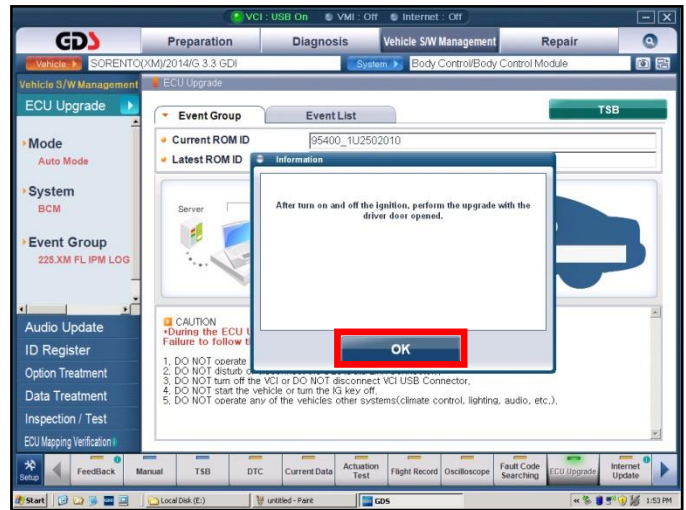 VCI : USB On VMI : Off Internet : Off
GDS Preparation Diagnosis Vehicle S/W Management Repair
Vehicle SORENTO(XM)/2014/G 3.3 GDI System Body Control/Body Control Module
Vehicle S/W Management
ECU Upgrade
ECU Upgrade
Event Group Event List TSB
Mode
Auto Mode
Current ROM ID 95400_1U2502010
Latest ROM ID
Information
System
BCM
Server
After turn on and off the ignition, perform the upgrade with the
driver door opened.
Event Group
225.XM FL IPM LOG
OK
Audio Update
ID Register
Option Treatment
Data Treatment
Inspection / Test
ECU Mapping Verification
CAUTION
•During the ECU
Failure to follow
1, DO NOT operate
2, DO NOT disturb
3, DO NOT turn off the VCI or DO NOT disconnect VCI USB Connector,
4, DO NOT start the vehicle or turn the IG key off,
5, DO NOT operate any of the vehicles other systems(climate control, lighting, audio, etc,),
Setup FeedBack Manual TSB DTC Current Data Actuation Test Flight Record Oscilloscope Fault Code Searching ECU Upgrade Internet Update
Start Local Disk (E:) untitled - Paint GDS 1:53 PM